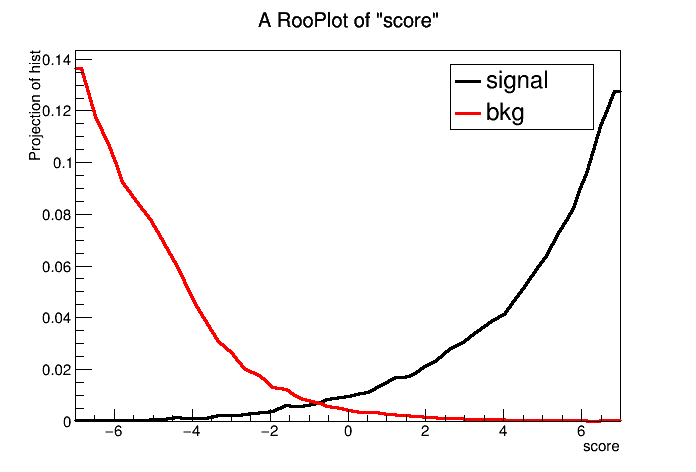 A RooPlot of "score"
Projection of hist
signal
bkg
0.14
0.12
0.1
0.08
0.06
0.04
0.02
0
−6 −4 −2 0 2 4 6
score